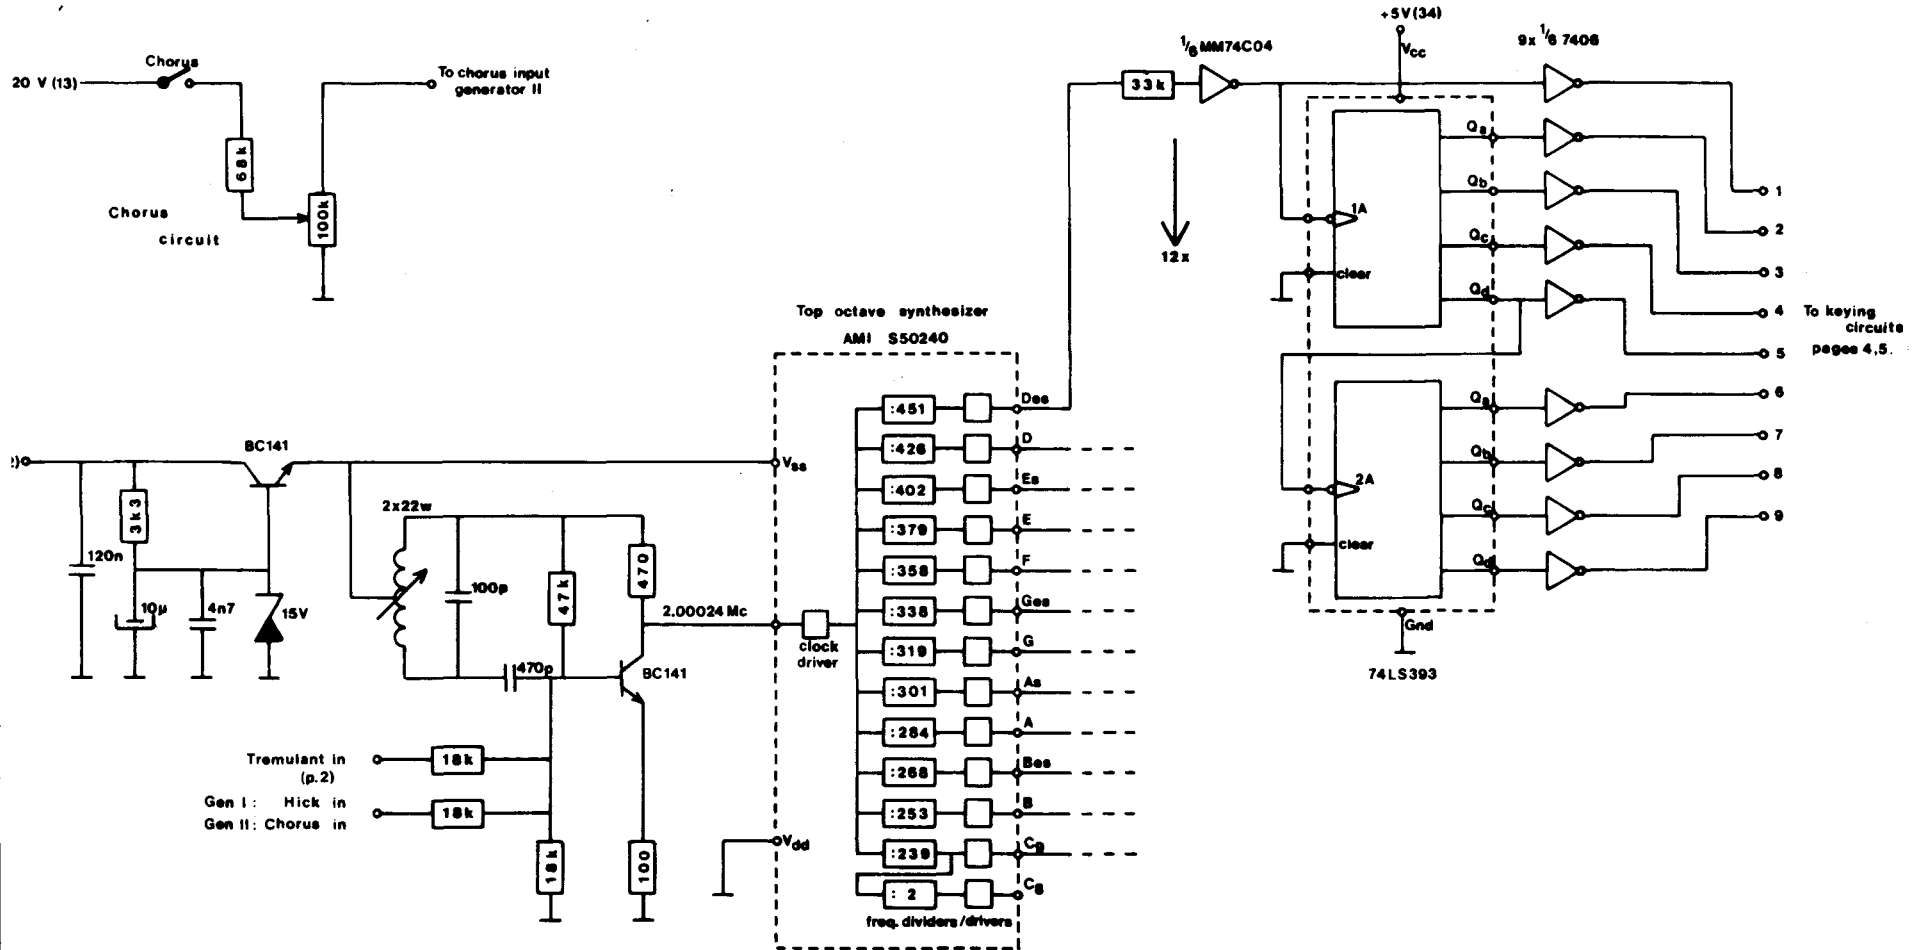 Chorus
20 V (13)
To chorus input
generator II
68k
100k
Chorus
circuit
1/6 MM74C04
33k
12x
+5V(34)
Vcc
9x 1/6 7406
1A
clear
Qa
Qb
Qc
Qd
2A
clear
Qa
Qb
Qc
Qd
Gnd
74LS393
1
2
3
4
5
6
7
8
9
To keying
circuits
pages 4,5.
Top octave synthesizer
AMI S50240
Vss
clock
driver
Vdd
:451
:426
:402
:379
:358
:338
:319
:301
:284
:268
:253
:239
: 2
Des
D
Es
E
F
Ges
G
As
A
Bes
B
C9
C8
freq. dividers/drivers
BC141
3k3
120n
10µ
4n7
15V
2x22w
100p
47k
470
470p
2.00024 Mc
BC141
Tremulant in
(p.2)
18k
Gen I : Hick in
Gen II : Chorus in
18k
18k
100